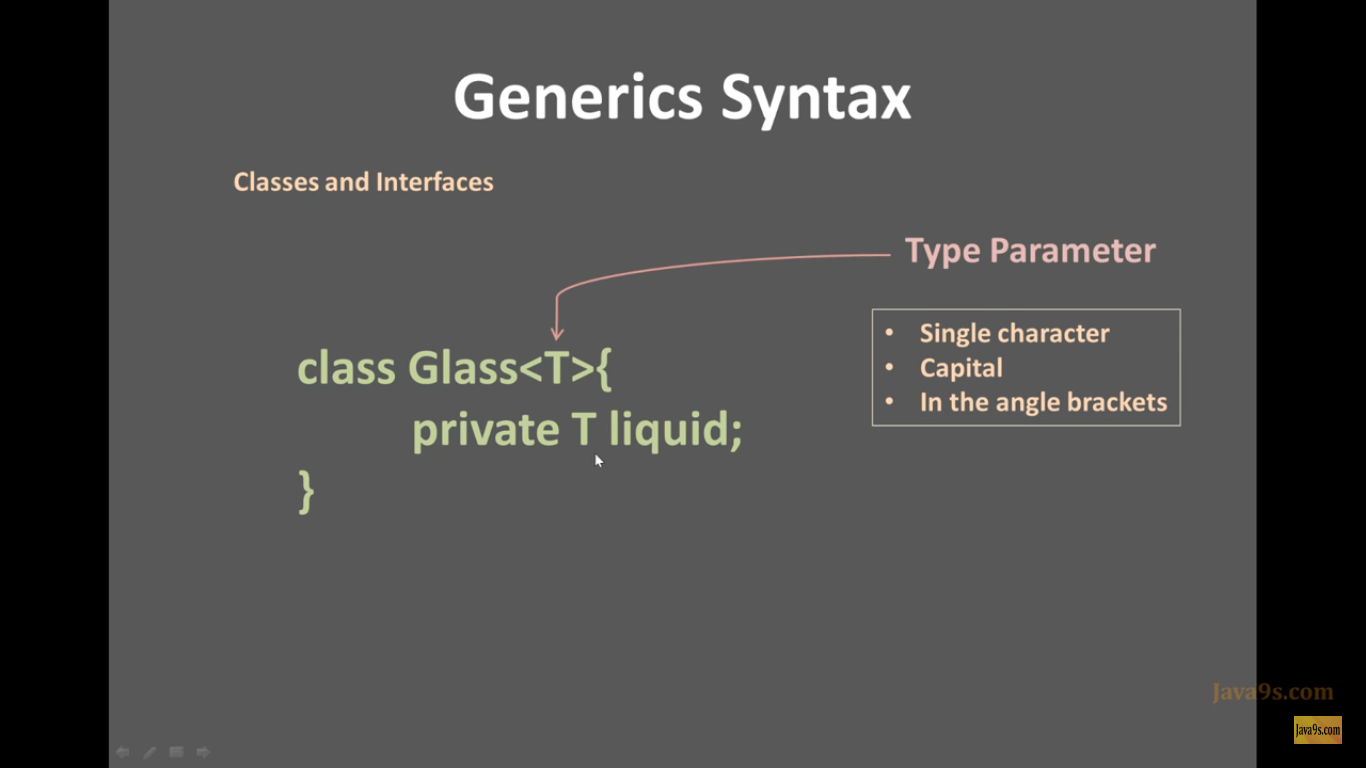 Generics Syntax
Classes and Interfaces
Type Parameter
• Single character
• Capital
• In the angle brackets
class Glass<T>{
private T liquid;
}
Java9s.com
Java9s.com